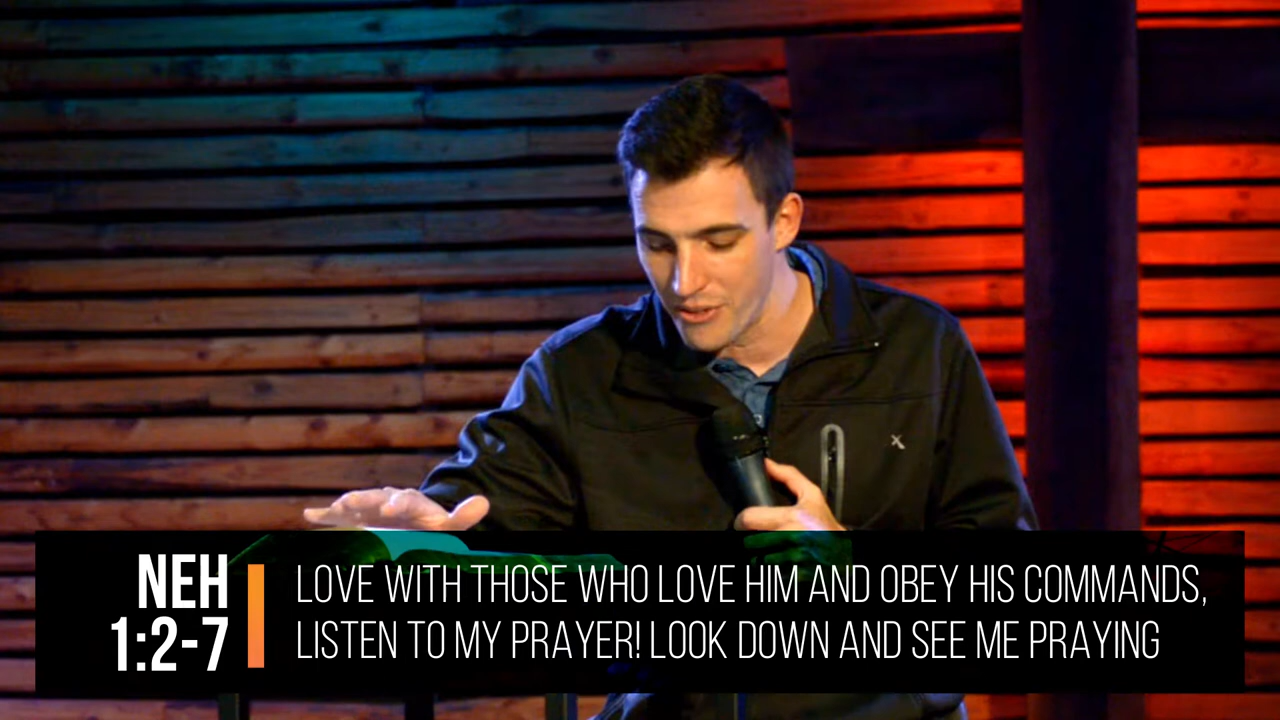 NEH
1:2-7
LOVE WITH THOSE WHO LOVE HIM AND OBEY HIS COMMANDS,
LISTEN TO MY PRAYER! LOOK DOWN AND SEE ME PRAYING